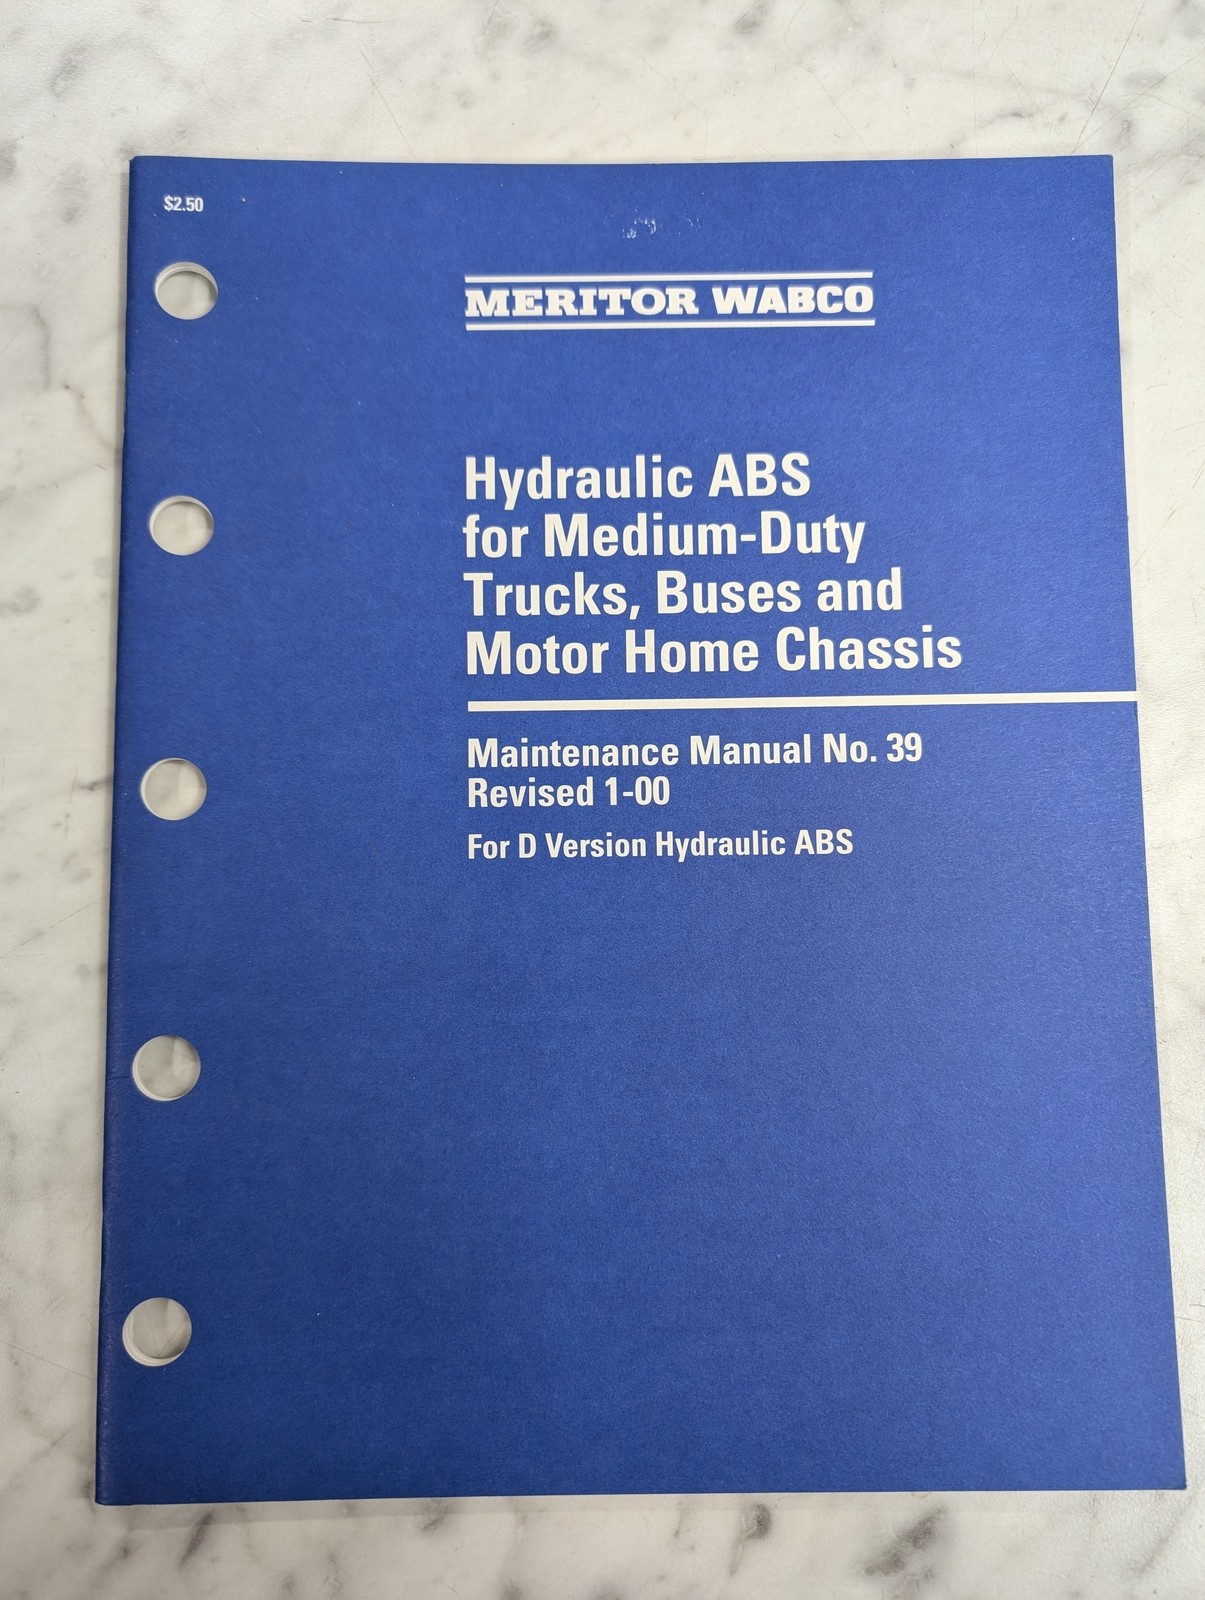 $2.50
MERITOR WABCO
Hydraulic ABS
for Medium-Duty
Trucks, Buses and
Motor Home Chassis
Maintenance Manual No. 39
Revised 1-00
For D Version Hydraulic ABS